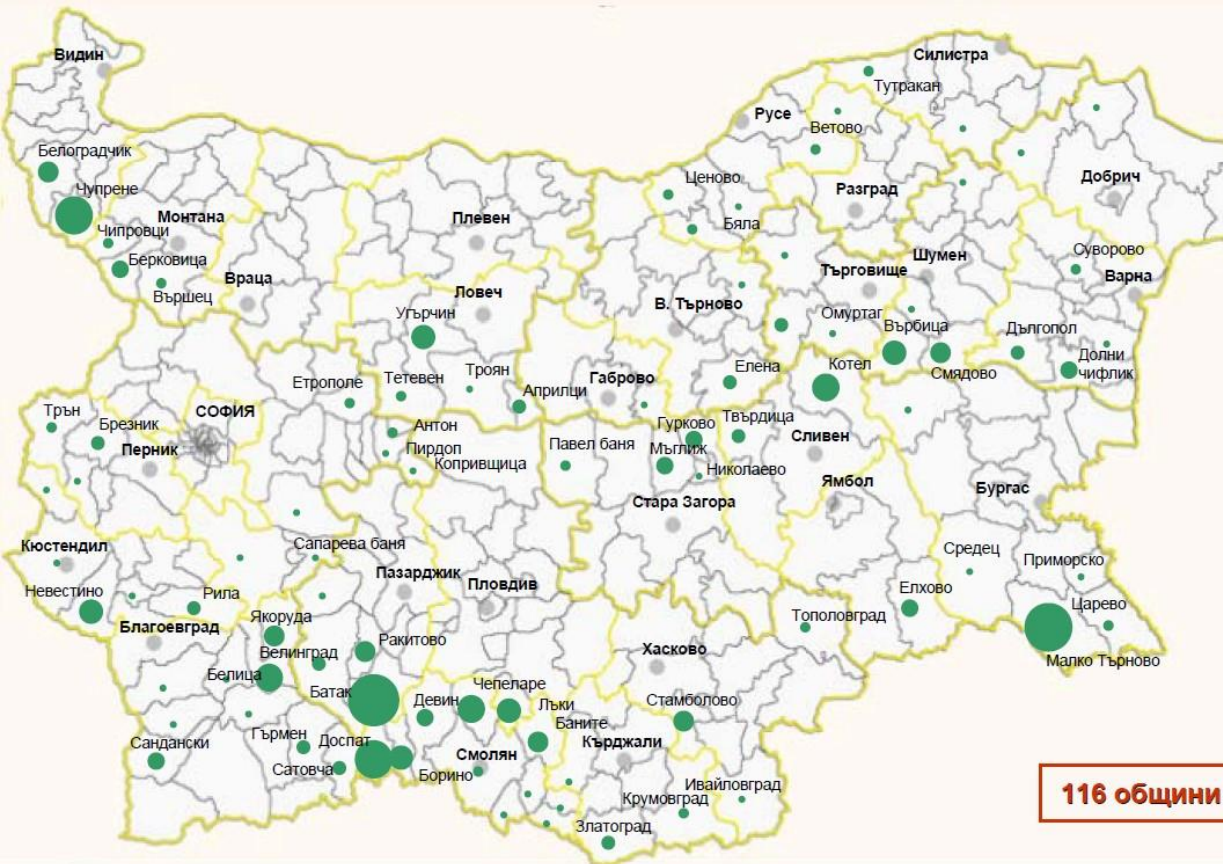 Видин
Силистра
Тутракан
Русе
Ветово
Белоградчик
Чупрене
Ценово
Разград
Добрич
Монтана
Плевен
Бяла
Чипровци
Берковица
Вършец
Враца
Суворово
Шумен
Търговище
Варна
Ловеч
Угърчин
В. Търново
Омуртаг
Върбица
Дългопол
Долни
чифлик
Смядово
Котел
Елена
Етрополе
Тетевен
Троян
Априлци
Габрово
Трън
Брезник
СОФИЯ
Перник
Антон
Пирдоп
Копривщица
Павел баня
Гурково
Твърдица
Мъглиж
Николаево
Сливен
Ямбол
Бургас
Стара Загора
Кюстендил
Сапарева баня
Пазарджик
Пловдив
Средец
Приморско
Невестино
Рила
Благоевград
Якоруда
Велинград
Ракитово
Елхово
Тополовград
Царево
Малко Търново
Хасково
Белица
Батак
Девин
Чепеларе
Лъки
Баните
Стамболово
Кърджали
Сандански
Гърмен
Доспат
Сатовча
Борино
Смолян
Крумовград
Ивайловград
Златоград
116 общини